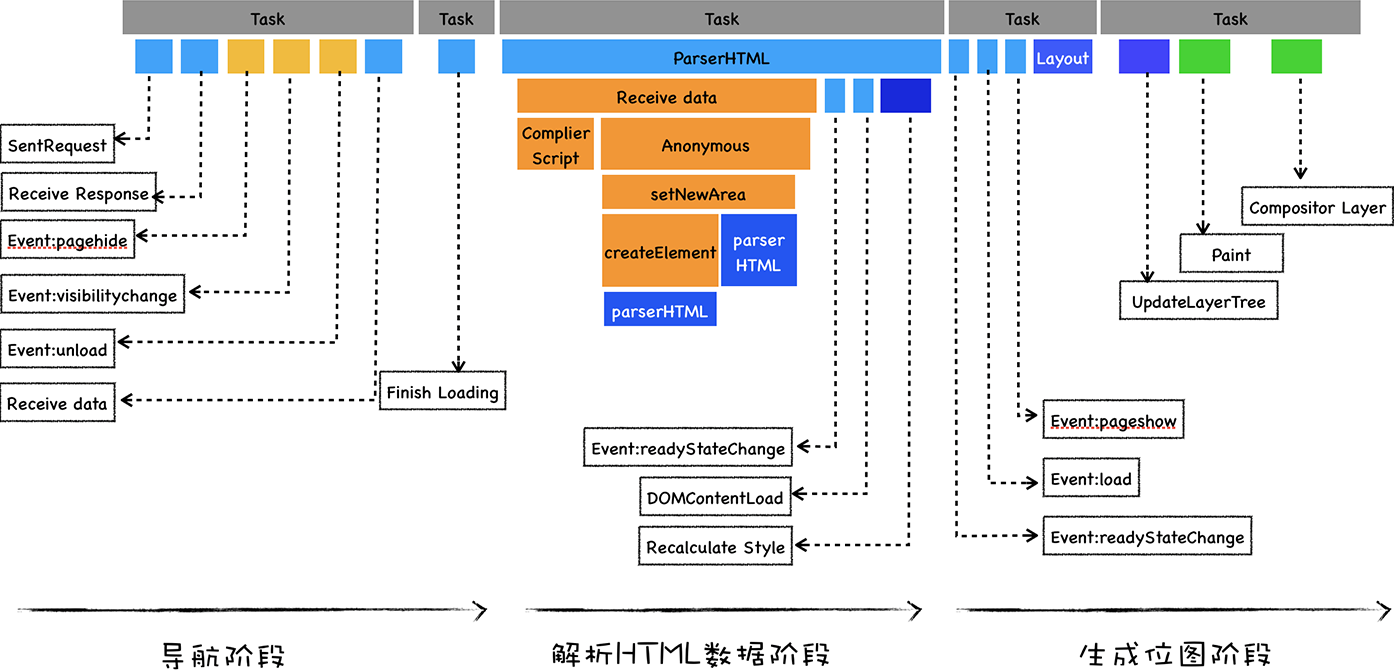 Task
Task
Task
Task
Task
ParserHTML
Layout
Receive data
Complier
Script
Anonymous
setNewArea
createElement
parser
HTML
parserHTML
SentRequest
Receive Response
Event:pagehide
Event:visibilitychange
Event:unload
Receive data
Finish Loading
Event:readyStateChange
DOMContentLoad
Recalculate Style
Compositor Layer
Paint
UpdateLayerTree
Event:pageshow
Event:load
Event:readyStateChange
导航阶段
解析HTML数据阶段
生成位图阶段